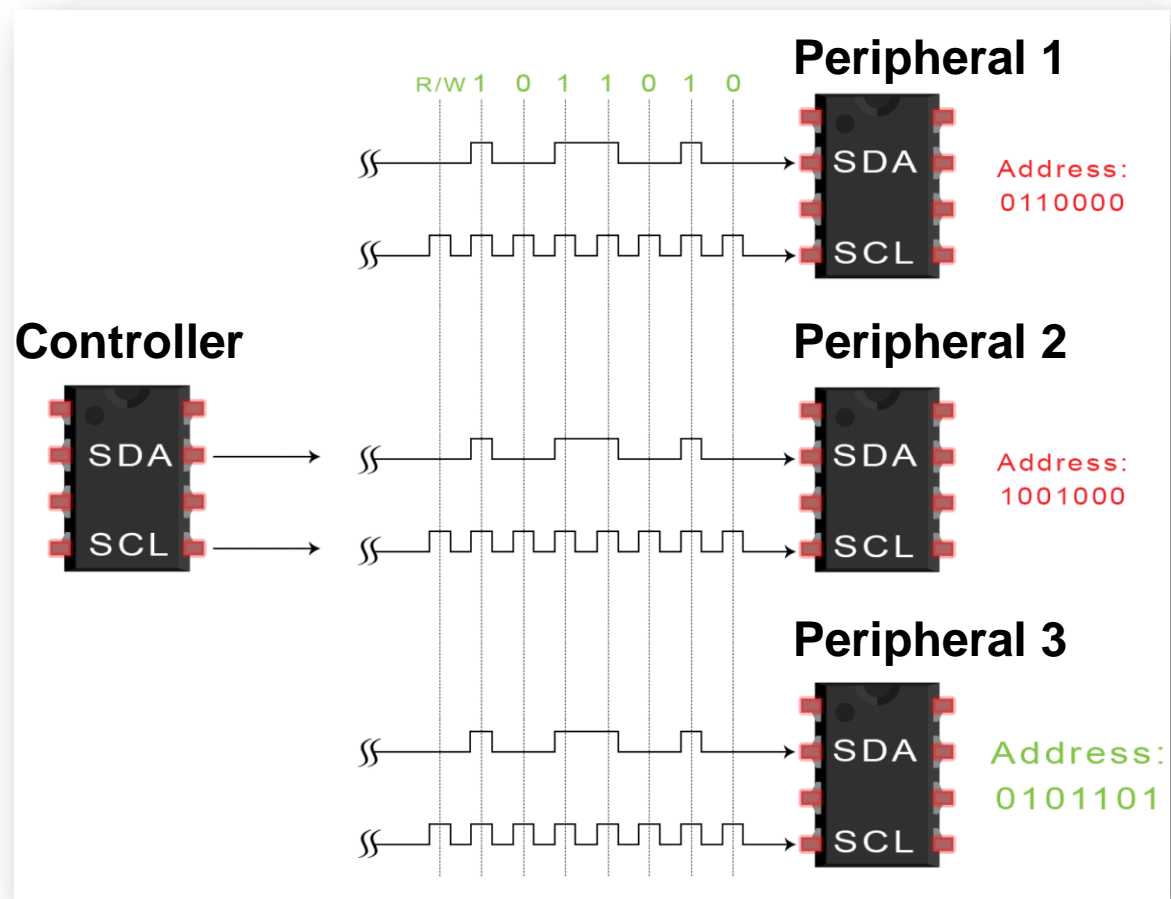 Peripheral 1
R/W 1 0 1 1 0 1 0
SDA
SCL
Address:
0110000
Controller
SDA
SCL
Peripheral 2
SDA
SCL
Address:
1001000
Peripheral 3
SDA
SCL
Address:
0101101